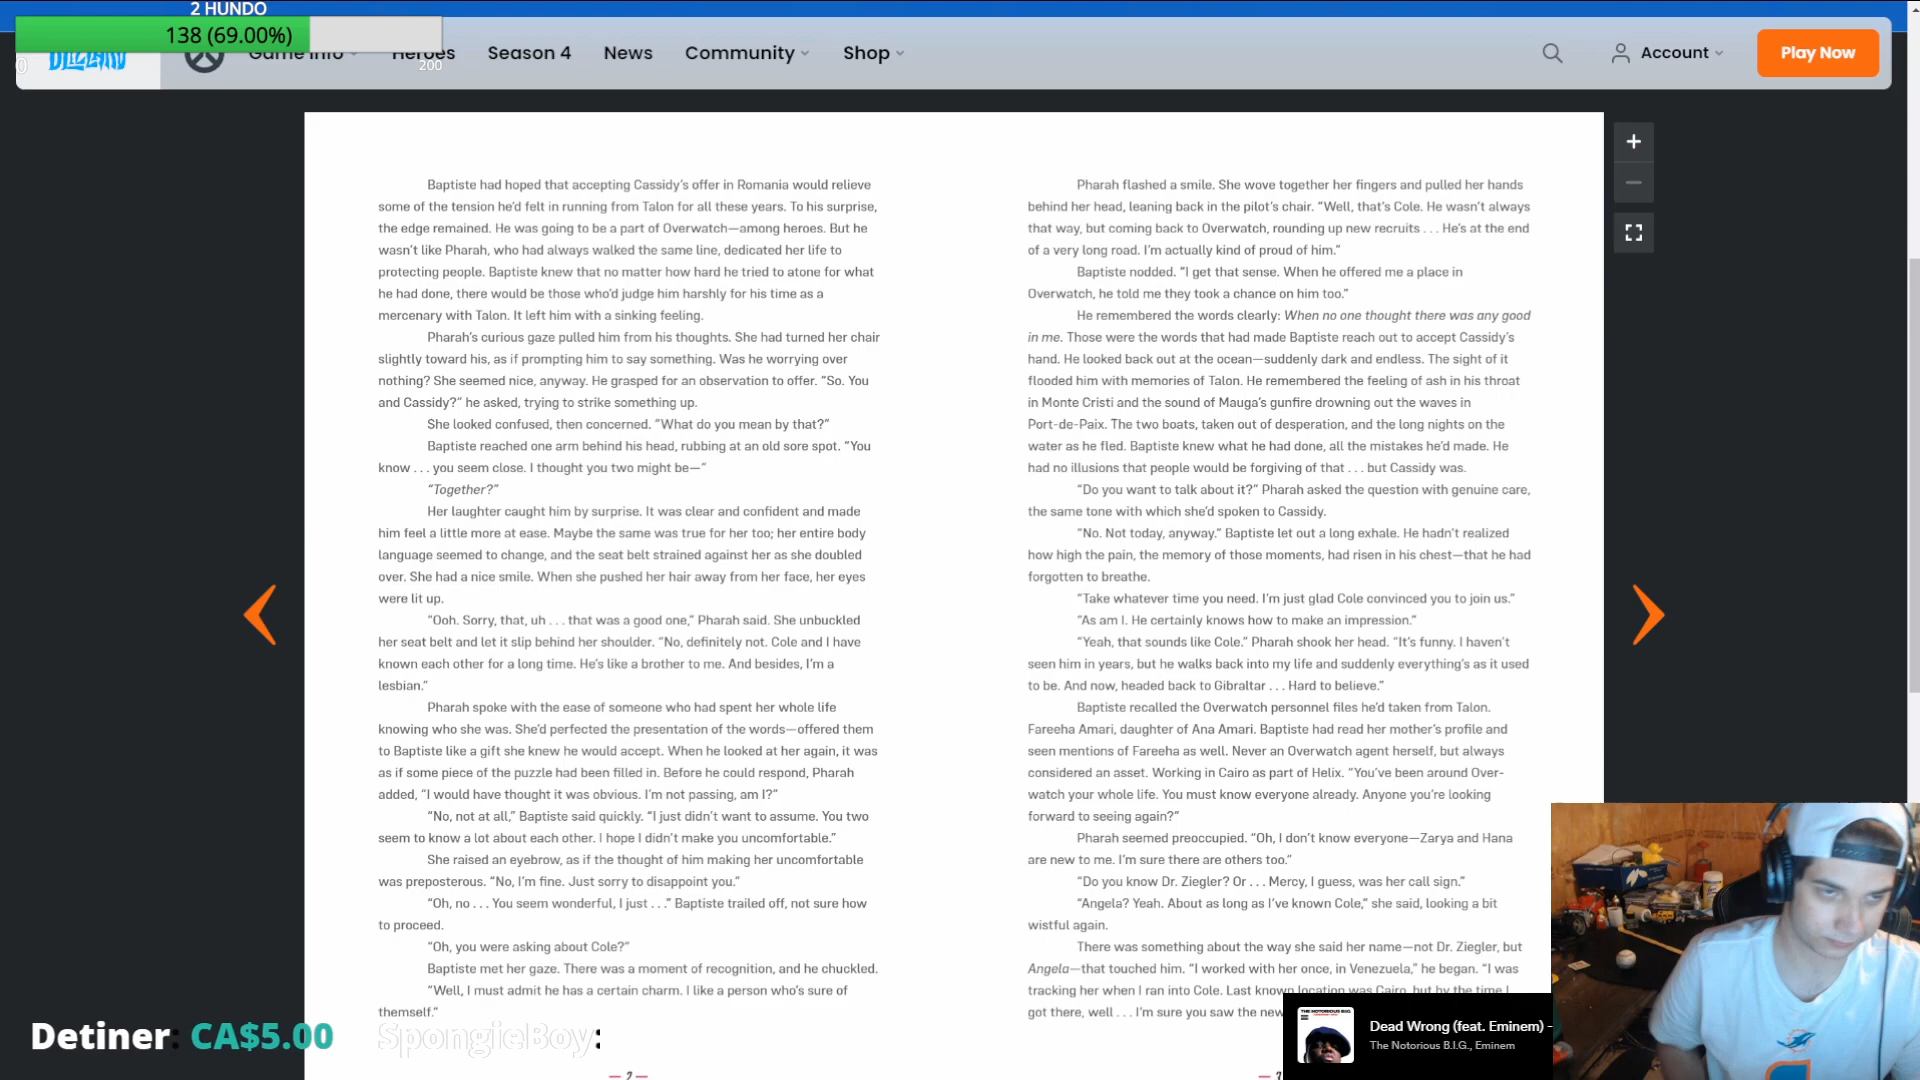 2 HUNDO
138 (69.00%)
0
200
BLIZZARD
Game Info
Heroes
Season 4
News
Community
Shop
Account
Play Now
Baptiste had hoped that accepting Cassidy's offer in Romania would relieve
some of the tension he'd felt in running from Talon for all these years. To his surprise,
the edge remained. He was going to be a part of Overwatch—among heroes. But he
wasn't like Pharah, who had always walked the same line, dedicated her life to
protecting people. Baptiste knew that no matter how hard he tried to atone for what
he had done, there would be those who'd judge him harshly for his time as a
mercenary with Talon. It left him with a sinking feeling.
Pharah's curious gaze pulled him from his thoughts. She had turned her chair
slightly toward his, as if prompting him to say something. Was he worrying over
nothing? She seemed nice, anyway. He grasped for an observation to offer. "So. You
and Cassidy?" he asked, trying to strike something up.
She looked confused, then concerned. "What do you mean by that?"
Baptiste reached one arm behind his head, rubbing at an old sore spot. "You
know . . . you seem close. I thought you two might be—"
"Together?"
Her laughter caught him by surprise. It was clear and confident and made
him feel a little more at ease. Maybe the same was true for her too; her entire body
language seemed to change, and the seat belt strained against her as she doubled
over. She had a nice smile. When she pushed her hair away from her face, her eyes
were lit up.
"Ooh. Sorry, that, uh . . . that was a good one," Pharah said. She unbuckled
her seat belt and let it slip behind her shoulder. "No, definitely not. Cole and I have
known each other for a long time. He's like a brother to me. And besides, I'm a
lesbian."
Pharah spoke with the ease of someone who had spent her whole life
knowing who she was. She'd perfected the presentation of the words—offered them
to Baptiste like a gift she knew he would accept. When he looked at her again, it was
as if some piece of the puzzle had been filled in. Before he could respond, Pharah
added, "I would have thought it was obvious. I'm not passing, am I?"
"No, not at all," Baptiste said quickly. "I just didn't want to assume. You two
seem to know a lot about each other. I hope I didn't make you uncomfortable."
She raised an eyebrow, as if the thought of him making her uncomfortable
was preposterous. "No, I'm fine. Just sorry to disappoint you."
"Oh, no . . . You seem wonderful, I just . . ." Baptiste trailed off, not sure how
to proceed.
"Oh, you were asking about Cole?"
Baptiste met her gaze. There was a moment of recognition, and he chuckled.
"Well, I must admit he has a certain charm. I like a person who's sure of
themself."
— 2 —
Pharah flashed a smile. She wove together her fingers and pulled her hands
behind her head, leaning back in the pilot's chair. "Well, that's Cole. He wasn't always
that way, but coming back to Overwatch, rounding up new recruits . . . He's at the end
of a very long road. I'm actually kind of proud of him."
Baptiste nodded. "I get that sense. When he offered me a place in
Overwatch, he told me they took a chance on him too."
He remembered the words clearly: When no one thought there was any good
in me. Those were the words that had made Baptiste reach out to accept Cassidy's
hand. He looked back out at the ocean—suddenly dark and endless. The sight of it
flooded him with memories of Talon. He remembered the feeling of ash in his throat
in Monte Cristi and the sound of Mauga's gunfire drowning out the waves in
Port-de-Paix. The two boats, taken out of desperation, and the long nights on the
water as he fled. Baptiste knew what he had done, all the mistakes he'd made. He
had no illusions that people would be forgiving of that . . . but Cassidy was.
"Do you want to talk about it?" Pharah asked the question with genuine care,
the same tone with which she'd spoken to Cassidy.
"No. Not today, anyway." Baptiste let out a long exhale. He hadn't realized
how high the pain, the memory of those moments, had risen in his chest—that he had
forgotten to breathe.
"Take whatever time you need. I'm just glad Cole convinced you to join us."
"As am I. He certainly knows how to make an impression."
"Yeah, that sounds like Cole." Pharah shook her head. "It's funny. I haven't
seen him in years, but he walks back into my life and suddenly everything's as it used
to be. And now, headed back to Gibraltar . . . Hard to believe."
Baptiste recalled the Overwatch personnel files he'd taken from Talon.
Fareeha Amari, daughter of Ana Amari. Baptiste had read her mother's profile and
seen mentions of Fareeha as well. Never an Overwatch agent herself, but always
considered an asset. Working in Cairo as part of Helix. "You've been around Over-
watch your whole life. You must know everyone already. Anyone you're looking
forward to seeing again?"
Pharah seemed preoccupied. "Oh, I don't know everyone—Zarya and Hana
are new to me. I'm sure there are others too."
"Do you know Dr. Ziegler? Or . . . Mercy, I guess, was her call sign."
"Angela? Yeah. About as long as I've known Cole," she said, looking a bit
wistful again.
There was something about the way she said her name—not Dr. Ziegler, but
Angela—that touched him. "I worked with her once, in Venezuela," he began. "I was
tracking her when I ran into Cole. Last known location was Cairo, but by the time I
got there, well . . . I'm sure you saw the new
Detiner: CA$5.00
SpongieBoy:
Dead Wrong (feat. Eminem) -
The Notorious B.I.G., Eminem